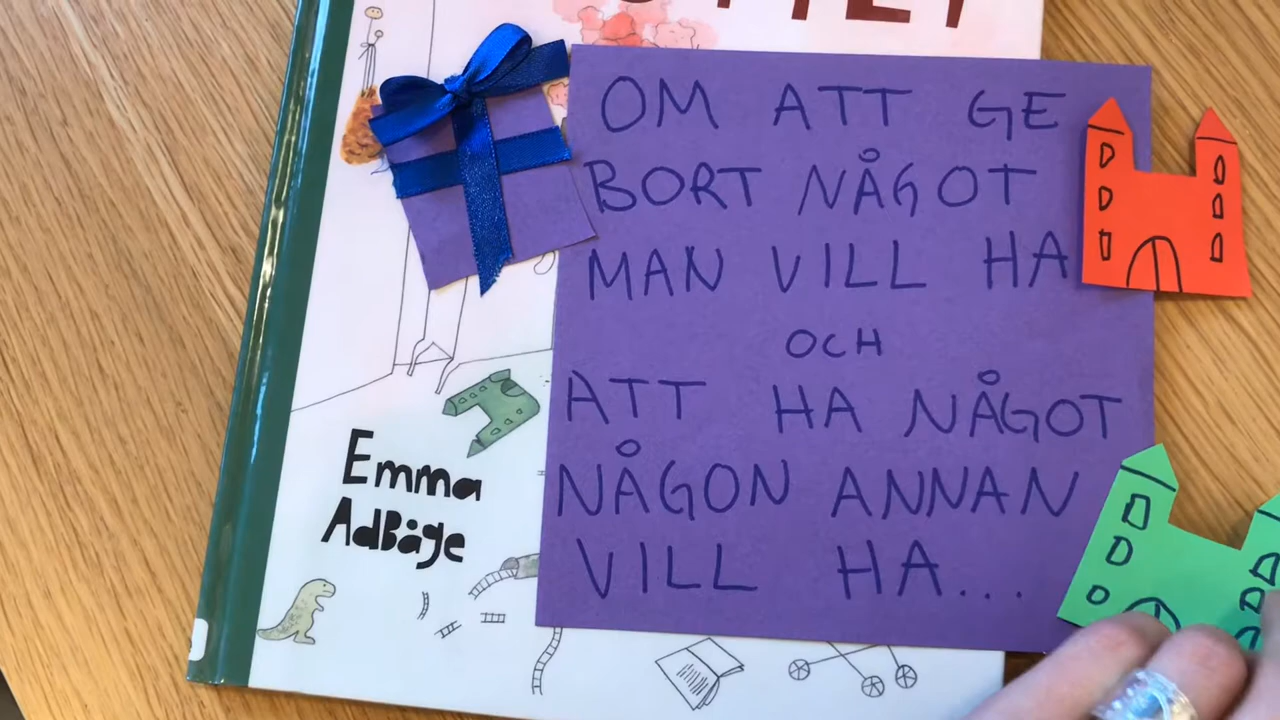 OM ATT GE
BORT NÅGOT
MAN VILL HA
OCH
ATT HA NÅGOT
NÅGON ANNAN
VILL HA...
Emma
AdBåge